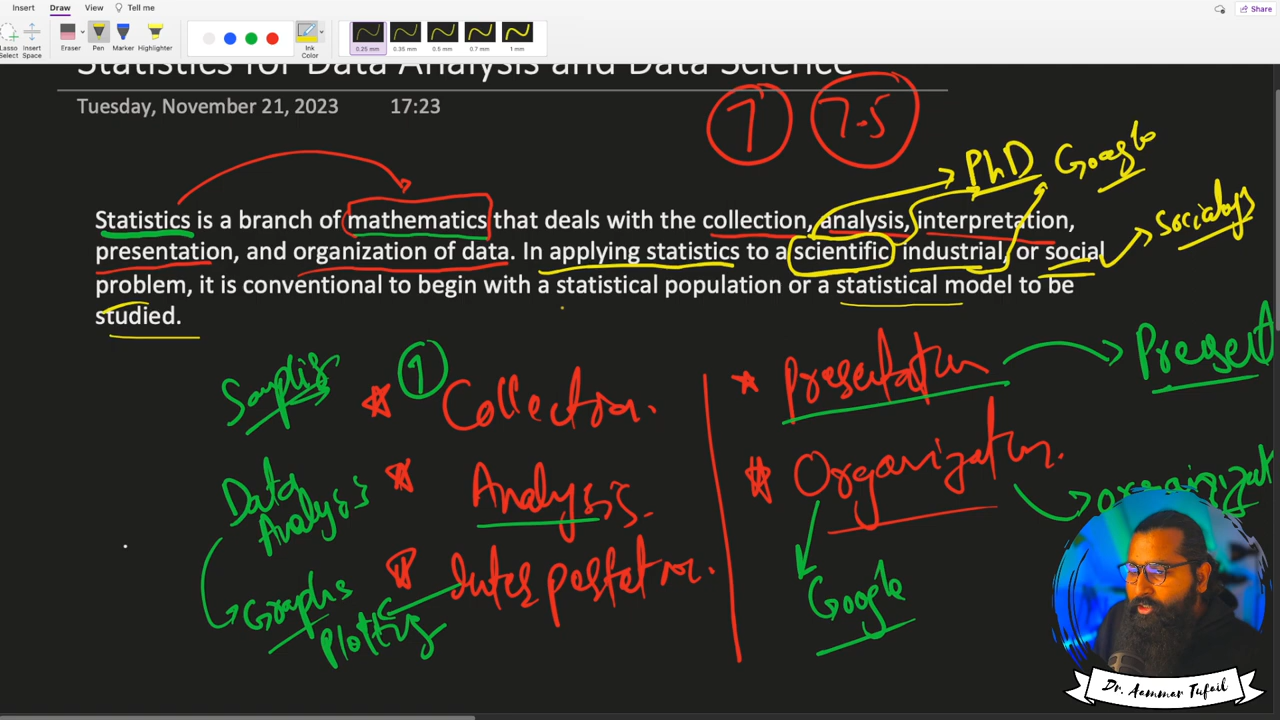 Insert Draw View Tell me Share
Lasso Select Insert Space Eraser Pen Marker Highlighter Ink Color 0.25 mm 0.35 mm 0.5 mm 0.7 mm 1 mm
Statistics for Data Analysis and Data Science
Tuesday, November 21, 2023 17:23
7 7.5
PhD Google
Statistics is a branch of mathematics that deals with the collection, analysis, interpretation,
presentation, and organization of data. In applying statistics to a scientific industrial, or social
problem, it is conventional to begin with a statistical population or a statistical model to be
studied.
Samples
1 Collection.
Presentation
Present
Data
Analysis
Analysis.
Organization.
Graphs
Plotting
Google
Dr. Aammar Tufail